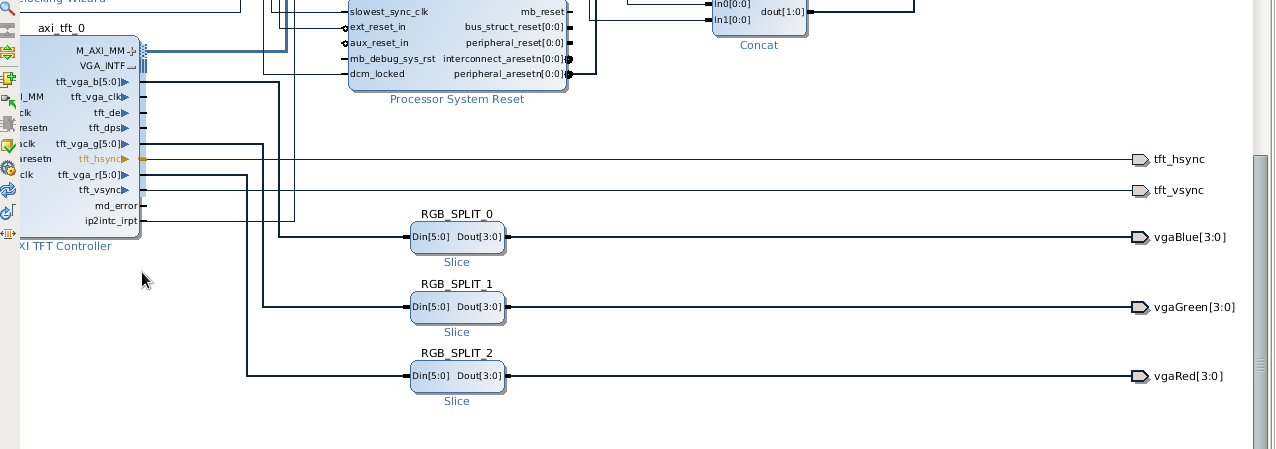 Clocking Wizard
axi_tft_0
M_AXI_MM
VGA_INTF
tft_vga_b[5:0]
I_MM tft_vga_clk
clk tft_de
resetn tft_dps
aclk tft_vga_g[5:0]
aresetn tft_hsync
clk tft_vga_r[5:0]
tft_vsync
md_error
ip2intc_irpt
XI TFT Controller
slowest_sync_clk mb_reset
ext_reset_in bus_struct_reset[0:0]
aux_reset_in peripheral_reset[0:0]
mb_debug_sys_rst interconnect_aresetn[0:0]
dcm_locked peripheral_aresetn[0:0]
Processor System Reset
In0[0:0]
In1[0:0] dout[1:0]
Concat
tft_hsync
tft_vsync
RGB_SPLIT_0
Din[5:0] Dout[3:0]
Slice
vgaBlue[3:0]
RGB_SPLIT_1
Din[5:0] Dout[3:0]
Slice
vgaGreen[3:0]
RGB_SPLIT_2
Din[5:0] Dout[3:0]
Slice
vgaRed[3:0]